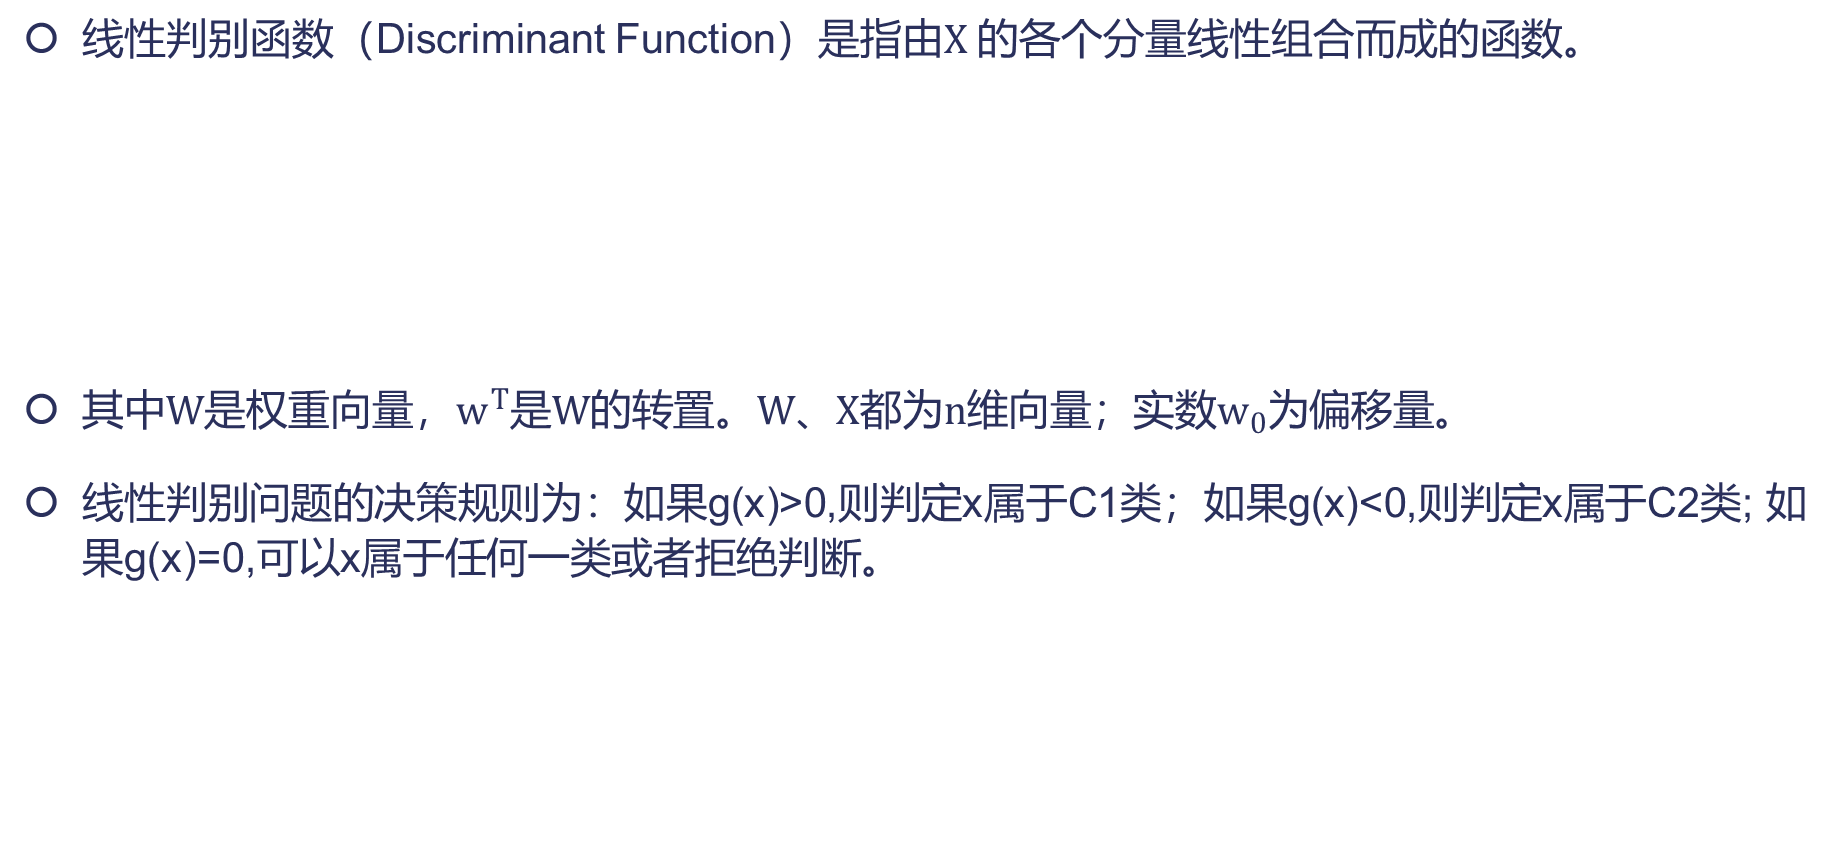 线性判别函数（Discriminant Function）是指由X 的各个分量线性组合而成的函数。
其中W是权重向量，wᵀ是W的转置。W、X都为n维向量；实数w₀为偏移量。
线性判别问题的决策规则为：如果g(x)>0,则判定x属于C1类；如果g(x)<0,则判定x属于C2类; 如
果g(x)=0,可以x属于任何一类或者拒绝判断。